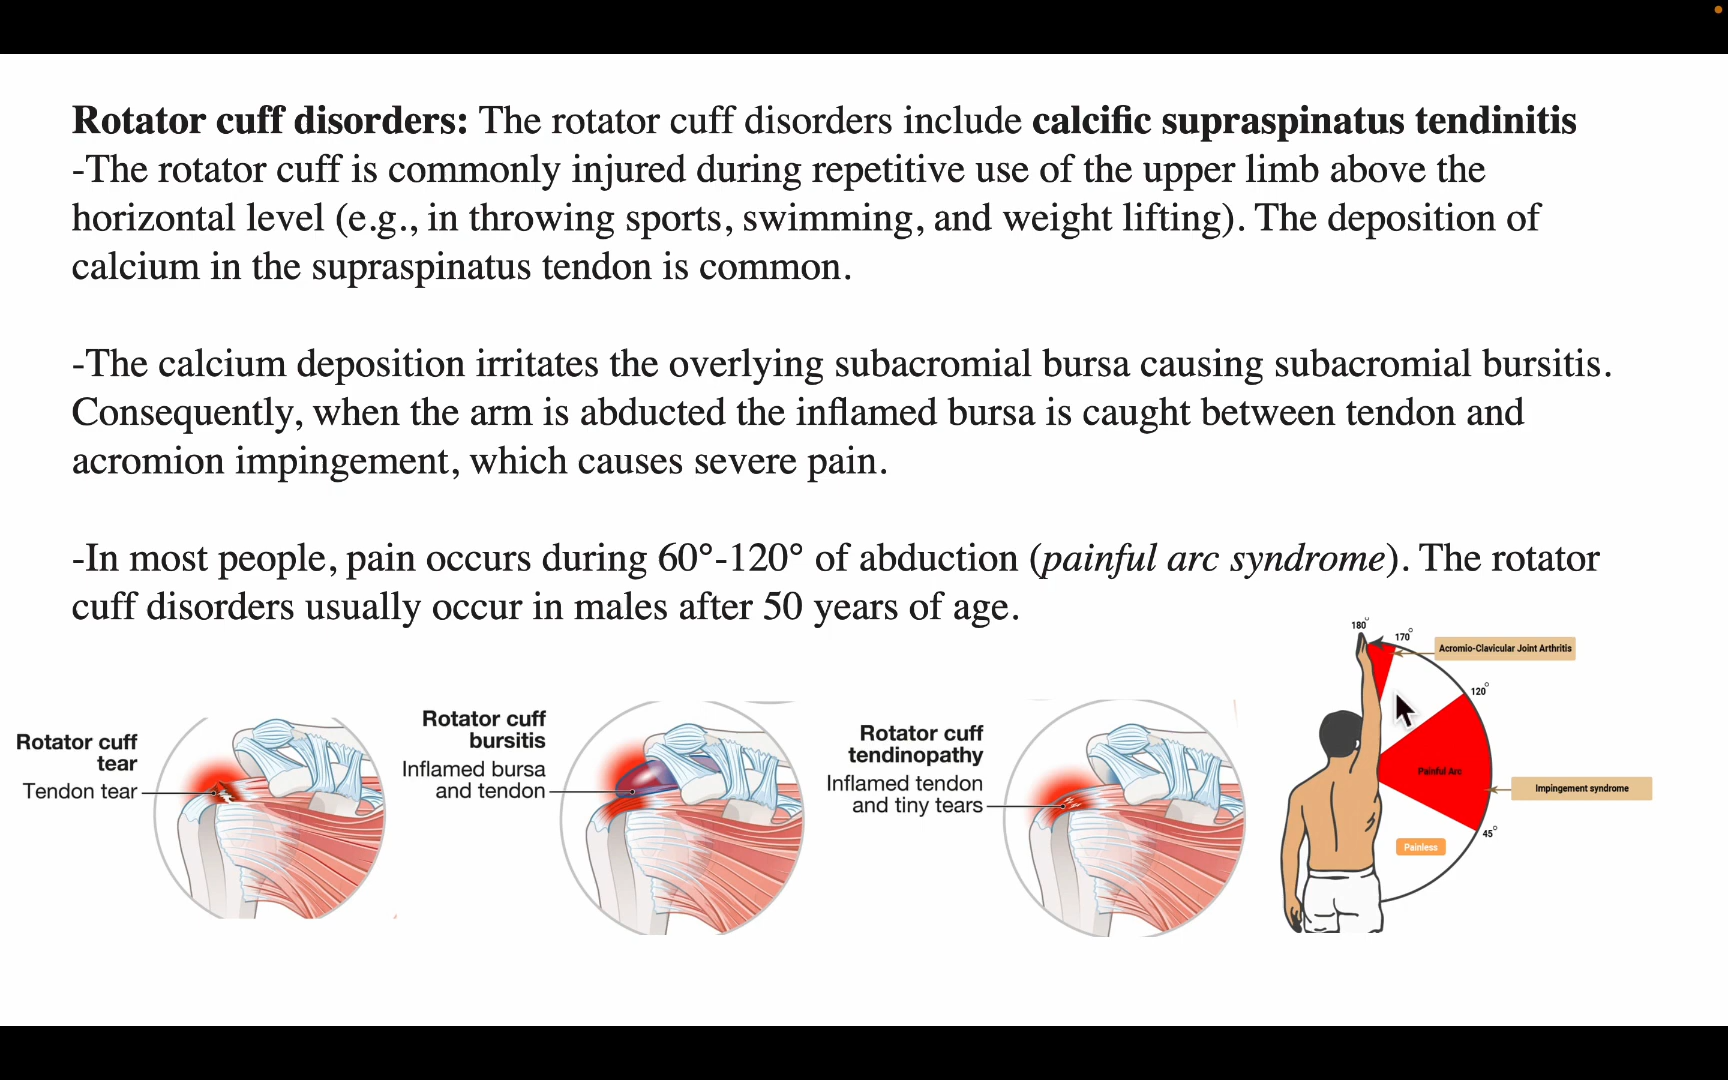 Rotator cuff disorders: The rotator cuff disorders include calcific supraspinatus tendinitis
-The rotator cuff is commonly injured during repetitive use of the upper limb above the
horizontal level (e.g., in throwing sports, swimming, and weight lifting). The deposition of
calcium in the supraspinatus tendon is common.
-The calcium deposition irritates the overlying subacromial bursa causing subacromial bursitis.
Consequently, when the arm is abducted the inflamed bursa is caught between tendon and
acromion impingement, which causes severe pain.
-In most people, pain occurs during 60°-120° of abduction (painful arc syndrome). The rotator
cuff disorders usually occur in males after 50 years of age.
Rotator cuff
tear
Tendon tear
Rotator cuff
bursitis
Inflamed bursa
and tendon
Rotator cuff
tendinopathy
Inflamed tendon
and tiny tears
180°
170°
Acromio-Clavicular Joint Arthritis
120°
Painful Arc
Impingement syndrome
45°
Painless